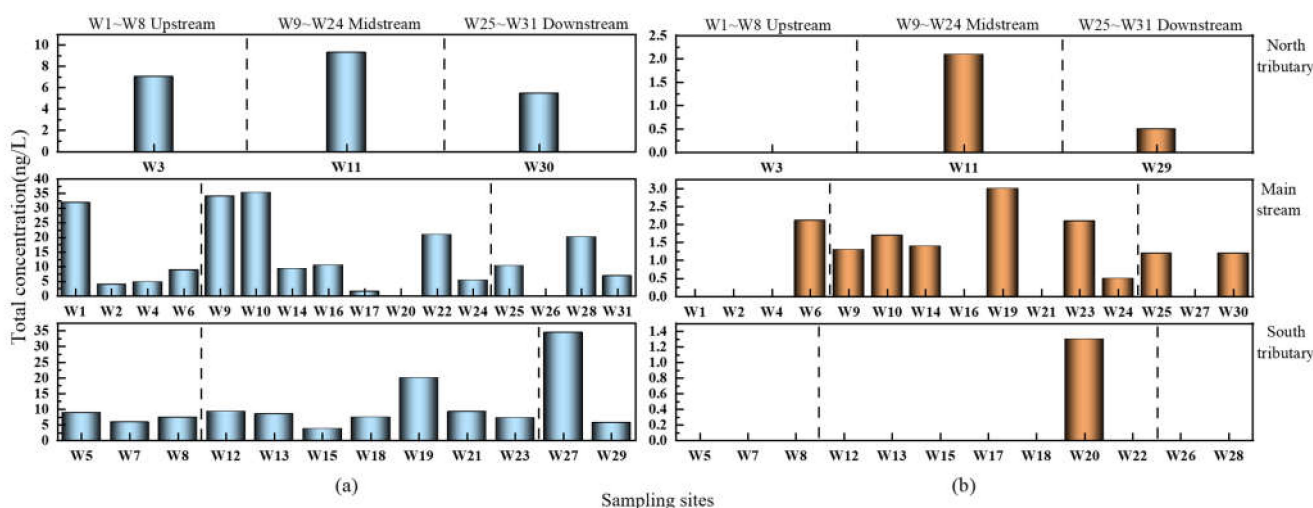 W1~W8 Upstream W9~W24 Midstream W25~W31 Downstream
10
8
6
4
2
0
W3 W11 W30
40
35
30
25
20
15
10
5
0
W1 W2 W4 W6 W9 W10 W14 W16 W17 W20 W22 W24 W25 W26 W28 W31
35
30
25
20
15
10
5
0
W5 W7 W8 W12 W13 W15 W18 W19 W21 W23 W27 W29
(a)
Total concentration(ng/L)
W1~W8 Upstream W9~W24 Midstream W25~W31 Downstream
2.5
2.0
1.5
1.0
0.5
0.0
W3 W11 W29
North
tributary
3.0
2.5
2.0
1.5
1.0
0.5
0.0
W1 W2 W4 W6 W9 W10 W14 W16 W19 W21 W23 W24 W25 W27 W30
Main
stream
1.4
1.2
1.0
0.8
0.6
0.4
0.2
0.0
W5 W7 W8 W12 W13 W15 W17 W18 W20 W22 W26 W28
South
tributary
(b)
Sampling sites